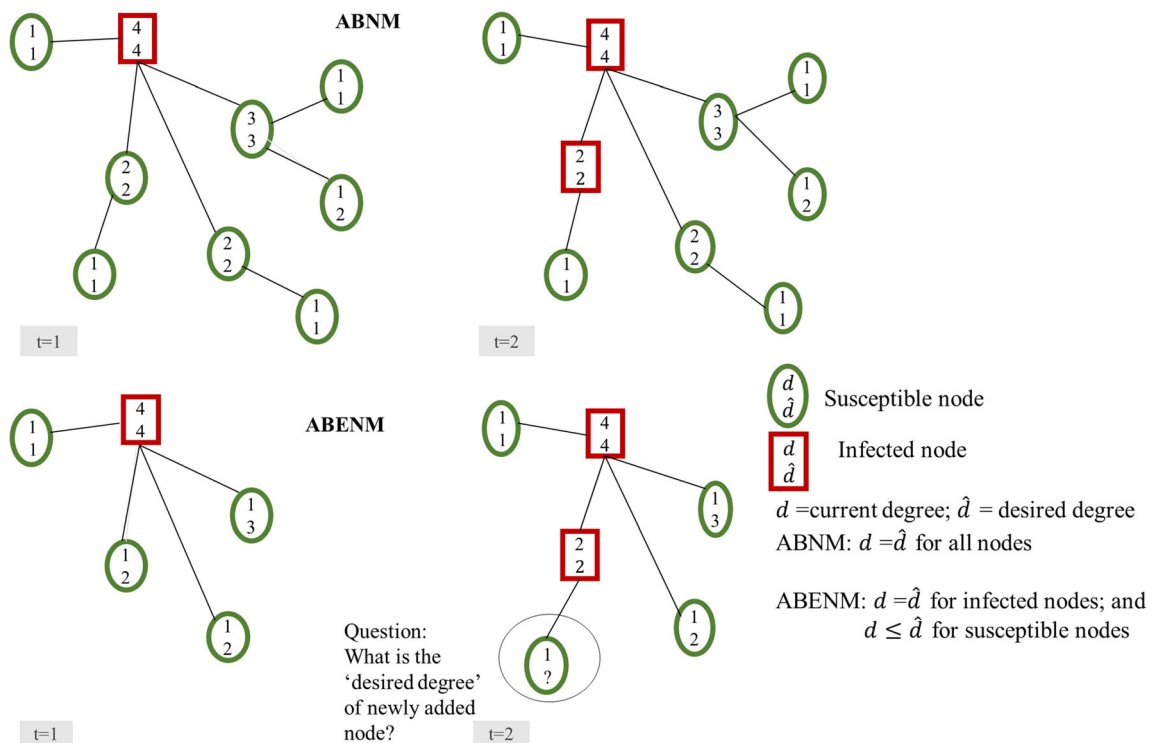 ABNM
1
1
4
4
1
1
3
3
2
2
1
2
2
2
1
1
1
1
t=1
1
1
4
4
1
1
3
3
2
2
1
2
2
2
1
1
1
1
t=2
ABENM
1
1
4
4
1
3
1
2
1
2
t=1
Question:
What is the
‘desired degree’
of newly added
node?
1
1
4
4
1
3
2
2
1
2
1
?
t=2
d
d̂
Susceptible node
d
d̂
Infected node
d =current degree; d̂ = desired degree
ABNM: d =d̂ for all nodes
ABENM: d =d̂ for infected nodes; and
d ≤ d̂ for susceptible nodes